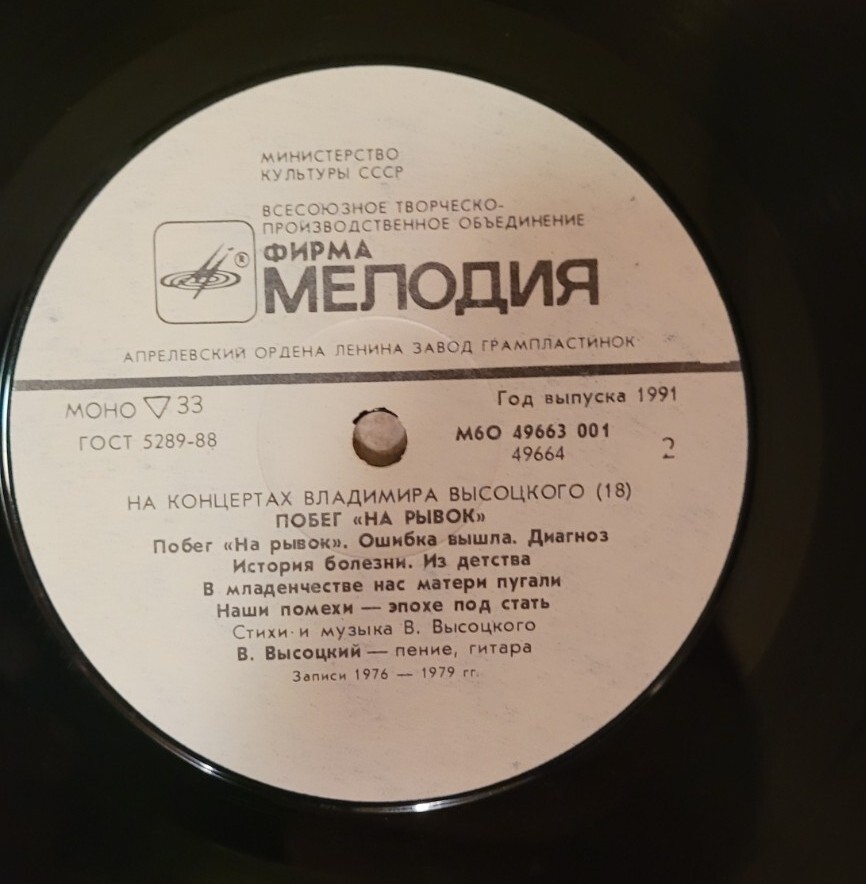 МИНИСТЕРСТВО
КУЛЬТУРЫ СССР
ВСЕСОЮЗНОЕ ТВОРЧЕСКО-
ПРОИЗВОДСТВЕННОЕ ОБЪЕДИНЕНИЕ
ФИРМА
®
МЕЛОДИЯ
АПРЕЛЕВСКИЙ ОРДЕНА ЛЕНИНА ЗАВОД ГРАМПЛАСТИНОК
МОНО ▽ 33
Год выпуска 1991
ГОСТ 5289-88
М60 49663 001
49664
2
НА КОНЦЕРТАХ ВЛАДИМИРА ВЫСОЦКОГО (18)
ПОБЕГ «НА РЫВОК»
Побег «На рывок». Ошибка вышла. Диагноз
История болезни. Из детства
В младенчестве нас матери пугали
Наши помехи — эпохе под стать
Стихи и музыка В. Высоцкого
В. Высоцкий — пение, гитара
Записи 1976 — 1979 гг.